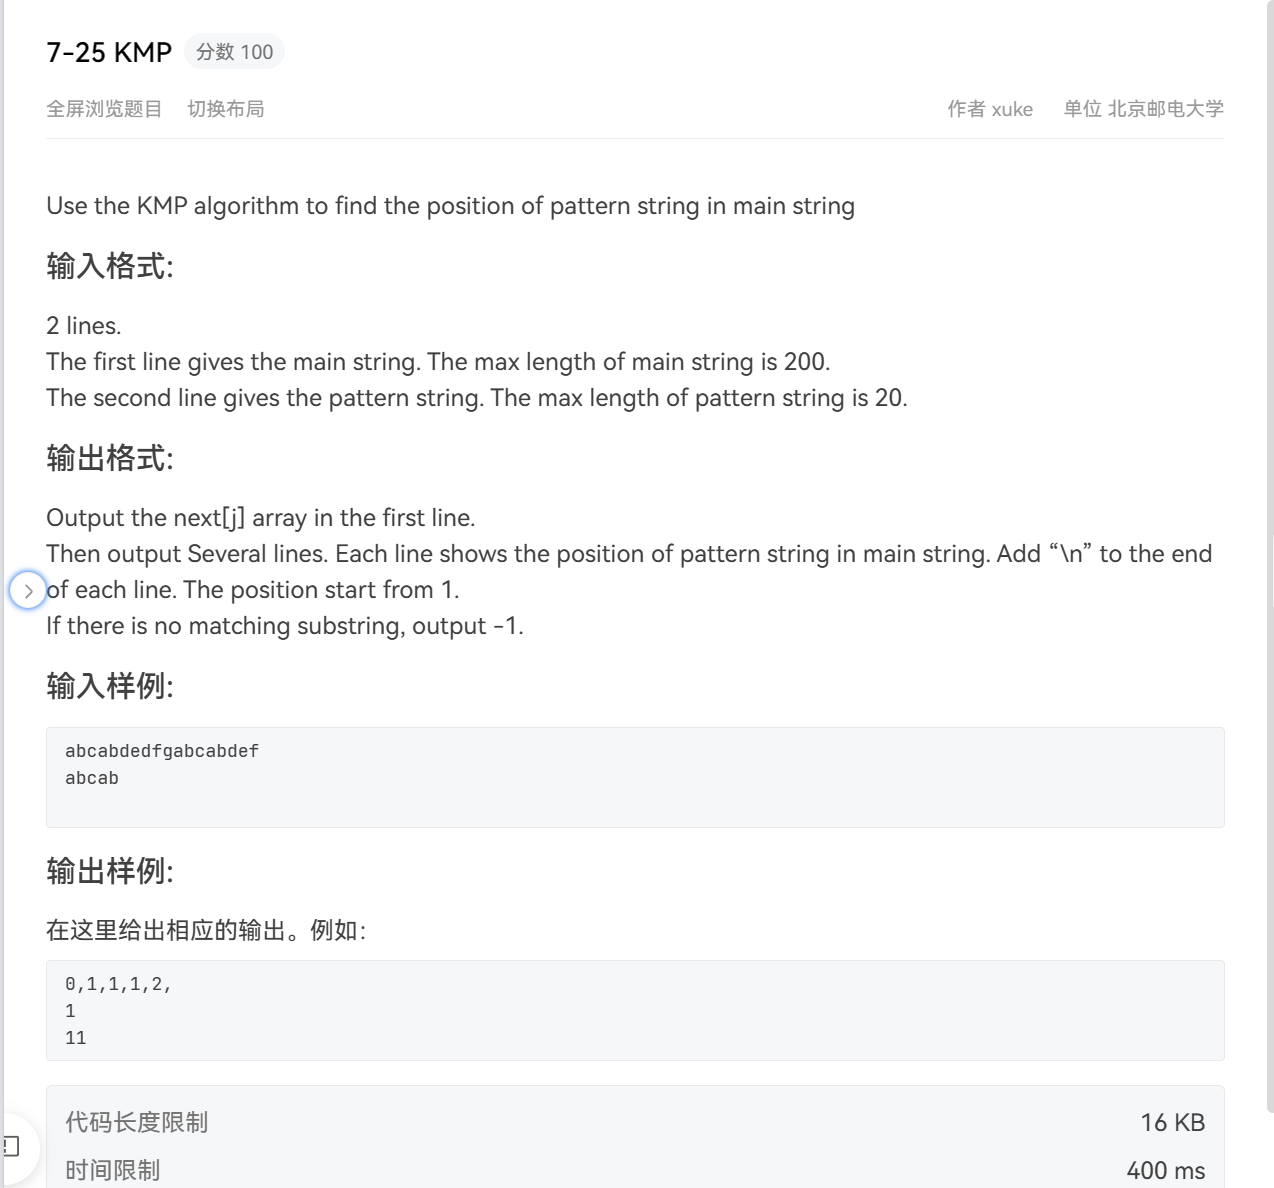 7-25 KMP 分数 100
全屏浏览题目 切换布局 作者 xuke 单位 北京邮电大学
Use the KMP algorithm to find the position of pattern string in main string
输入格式:
2 lines.
The first line gives the main string. The max length of main string is 200.
The second line gives the pattern string. The max length of pattern string is 20.
输出格式:
Output the next[j] array in the first line.
Then output Several lines. Each line shows the position of pattern string in main string. Add “\n” to the end
of each line. The position start from 1.
If there is no matching substring, output -1.
输入样例:
abcabdedfgabcabdef
abcab
输出样例:
在这里给出相应的输出。例如：
0,1,1,1,2,
1
11
代码长度限制 16 KB
时间限制 400 ms